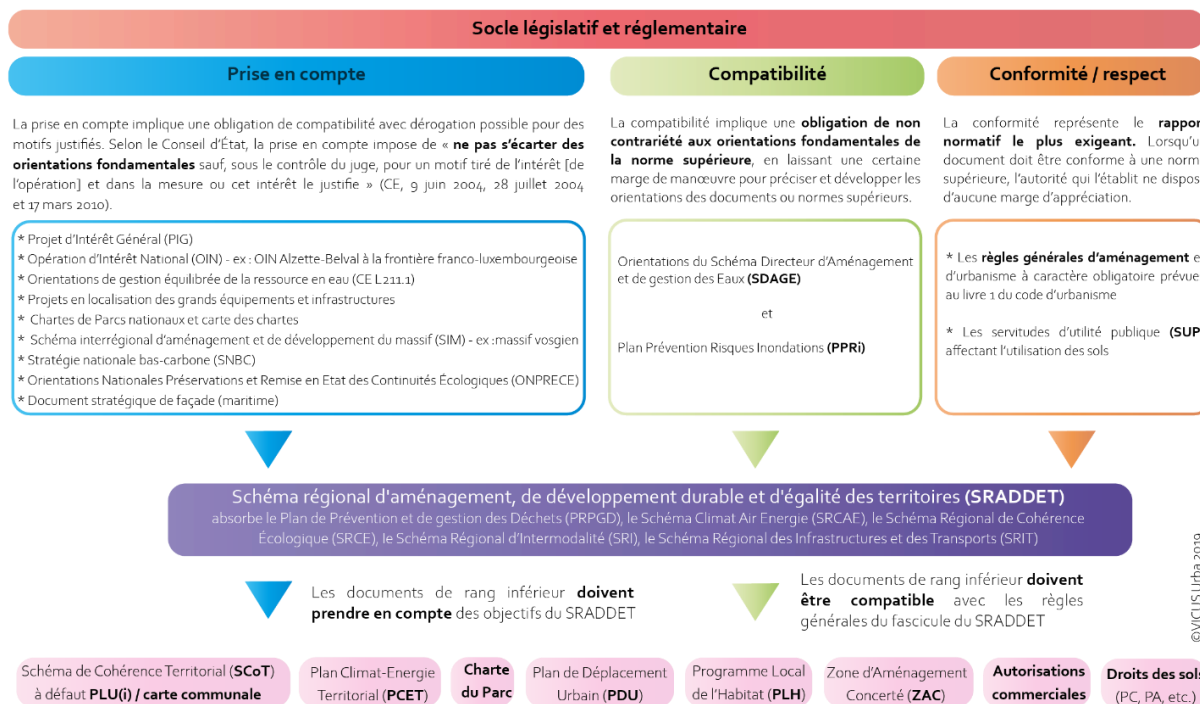 Socle législatif et réglementaire
Prise en compte
La prise en compte implique une obligation de compatibilité avec dérogation possible pour des
motifs justifiés. Selon le Conseil d'État, la prise en compte impose de « ne pas s'écarter des
orientations fondamentales sauf, sous le contrôle du juge, pour un motif tiré de l'intérêt [de
l'opération] et dans la mesure ou cet intérêt le justifie » (CE, 9 juin 2004, 28 juillet 2004
et 17 mars 2010).
* Projet d'Intérêt Général (PIG)
* Opération d'Intérêt National (OIN) - ex : OIN Alzette-Belval à la frontière franco-luxembourgeoise
* Orientations de gestion équilibrée de la ressource en eau (CE L 211.1)
* Projets en localisation des grands équipements et infrastructures
* Chartes de Parcs nationaux et carte des chartes
* Schéma interrégional d'aménagement et de développement du massif (SIM) - ex :massif vosgien
* Stratégie nationale bas-carbone (SNBC)
* Orientations Nationales Préservations et Remise en Etat des Continuités Écologiques (ONPRECE)
* Document stratégique de façade (maritime)
Compatibilité
La compatibilité implique une obligation de non
contrariété aux orientations fondamentales de
la norme supérieure, en laissant une certaine
marge de manœuvre pour préciser et développer les
orientations des documents ou normes supérieurs.
Orientations du Schéma Directeur d'Aménagement
et de gestion des Eaux (SDAGE)
et
Plan Prévention Risques Inondations (PPRi)
Conformité / respect
La conformité représente le rappor
normatif le plus exigeant. Lorsqu'u
document doit être conforme à une norm
supérieure, l'autorité qui l'établit ne dispos
d'aucune marge d'appréciation.
* Les règles générales d'aménagement e
d'urbanisme à caractère obligatoire prévue
au livre 1 du code d'urbanisme
* Les servitudes d'utilité publique (SUP
affectant l'utilisation des sols
Schéma régional d'aménagement, de développement durable et d'égalité des territoires (SRADDET)
absorbe le Plan de Prévention et de gestion des Déchets (PRPGD), le Schéma Climat Air Energie (SRCAE), le Schéma Régional de Cohérence
Écologique (SRCE), le Schéma Régional d'Intermodalité (SRI), le Schéma Régional des Infrastructures et des Transports (SRIT)
Les documents de rang inférieur doivent
prendre en compte des objectifs du SRADDET
Les documents de rang inférieur doivent
être compatible avec les règles
générales du fascicule du SRADDET
©VICUS Urba 2019
Schéma de Cohérence Territorial (SCoT)
à défaut PLU(i) / carte communale
Plan Climat-Energie
Territorial (PCET)
Charte
du Parc
Plan de Déplacement
Urbain (PDU)
Programme Local
de l'Habitat (PLH)
Zone d'Aménagement
Concerté (ZAC)
Autorisations
commerciales
Droits des sols
(PC, PA, etc.)